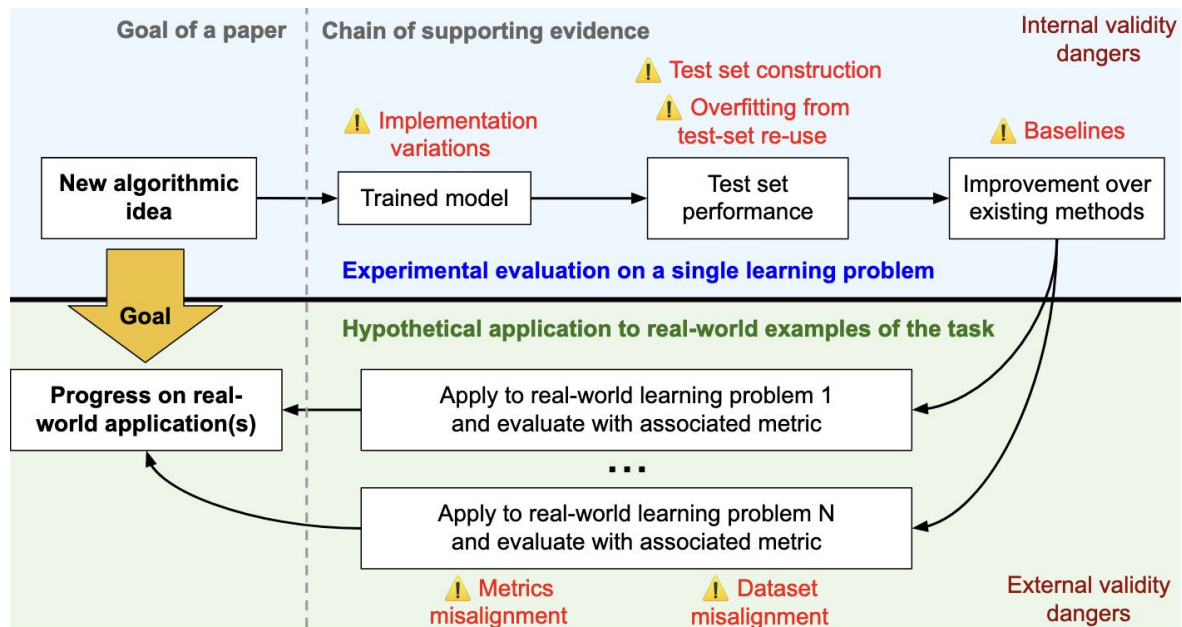 Goal of a paper
Chain of supporting evidence
Internal validity
dangers
⚠ Test set construction
⚠ Implementation
variations
⚠ Overfitting from
test-set re-use
⚠ Baselines
New algorithmic
idea
Trained model
Test set
performance
Improvement over
existing methods
Experimental evaluation on a single learning problem
Goal
Hypothetical application to real-world examples of the task
Progress on real-
world application(s)
Apply to real-world learning problem 1
and evaluate with associated metric
...
Apply to real-world learning problem N
and evaluate with associated metric
⚠ Metrics
misalignment
⚠ Dataset
misalignment
External validity
dangers